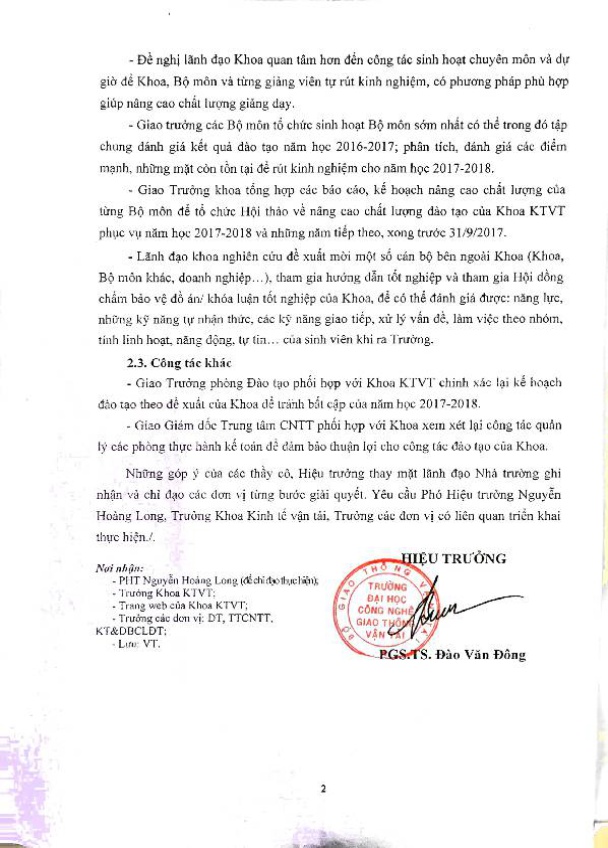 - Đề nghị lãnh đạo Khoa quan tâm hơn đến công tác sinh hoạt chuyên môn và dự
giờ để Khoa, Bộ môn và từng giảng viên tự rút kinh nghiệm, có phương pháp phù hợp
giúp nâng cao chất lượng giảng dạy.
- Giao trưởng các Bộ môn tổ chức sinh hoạt Bộ môn sớm nhất có thể trong đó tập
chung đánh giá kết quả đào tạo năm học 2016-2017; phân tích, đánh giá các điểm
mạnh, những mặt còn tồn tại để rút kinh nghiệm cho năm học 2017-2018.
- Giao Trưởng khoa tổng hợp các báo cáo, kế hoạch nâng cao chất lượng của
từng Bộ môn để tổ chức Hội thảo về nâng cao chất lượng đào tạo của Khoa KTVT
phục vụ năm học 2017-2018 và những năm tiếp theo, xong trước 31/9/2017.
- Lãnh đạo khoa nghiên cứu đề xuất mời một số cán bộ bên ngoài Khoa (Khoa,
Bộ môn khác, doanh nghiệp…), tham gia hướng dẫn tốt nghiệp và tham gia Hội đồng
chấm bảo vệ đồ án/ khóa luận tốt nghiệp của Khoa, để có thể đánh giá được: năng lực,
những kỹ năng tự nhận thức, các kỹ năng giao tiếp, xử lý vấn đề, làm việc theo nhóm,
tính linh hoạt, năng động, tự tin… của sinh viên khi ra Trường.
2.3. Công tác khác
- Giao Trưởng phòng Đào tạo phối hợp với Khoa KTVT chỉnh xác lại kế hoạch
đào tạo theo đề xuất của Khoa để tránh bất cập của năm học 2017-2018.
- Giao Giám đốc Trung tâm CNTT phối hợp với Khoa xem xét lại công tác quản
lý các phòng thực hành kế toán để đảm bảo thuận lợi cho công tác đào tạo của Khoa.
Những góp ý của các thầy cô, Hiệu trưởng thay mặt lãnh đạo Nhà trường ghi
nhận và chỉ đạo các đơn vị từng bước giải quyết. Yêu cầu Phó Hiệu trưởng Nguyễn
Hoàng Long, Trưởng Khoa Kinh tế vận tải, Trưởng các đơn vị có liên quan triển khai
thực hiện./.
HIỆU TRƯỞNG
Nơi nhận:
- PHT Nguyễn Hoàng Long (để chỉ đạo thực hiện);
- Trưởng Khoa KTVT;
- Trang web của Khoa KTVT;
- Trưởng các đơn vị: ĐT, TTCNTT,
KT&ĐBCLĐT;
- Lưu: VT.
BỘ GIAO THÔNG VẬN TẢI
TRƯỜNG
ĐẠI HỌC
CÔNG NGHỆ
GIAO THÔNG
VẬN TẢI
PGS.TS. Đào Văn Đông
2